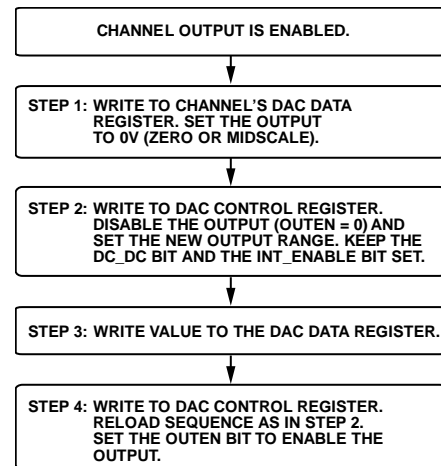 CHANNEL OUTPUT IS ENABLED.
STEP 1: WRITE TO CHANNEL'S DAC DATA
REGISTER. SET THE OUTPUT
TO 0V (ZERO OR MIDSCALE).
STEP 2: WRITE TO DAC CONTROL REGISTER.
DISABLE THE OUTPUT (OUTEN = 0) AND
SET THE NEW OUTPUT RANGE. KEEP THE
DC_DC BIT AND THE INT_ENABLE BIT SET.
STEP 3: WRITE VALUE TO THE DAC DATA REGISTER.
STEP 4: WRITE TO DAC CONTROL REGISTER.
RELOAD SEQUENCE AS IN STEP 2.
SET THE OUTEN BIT TO ENABLE THE
OUTPUT.